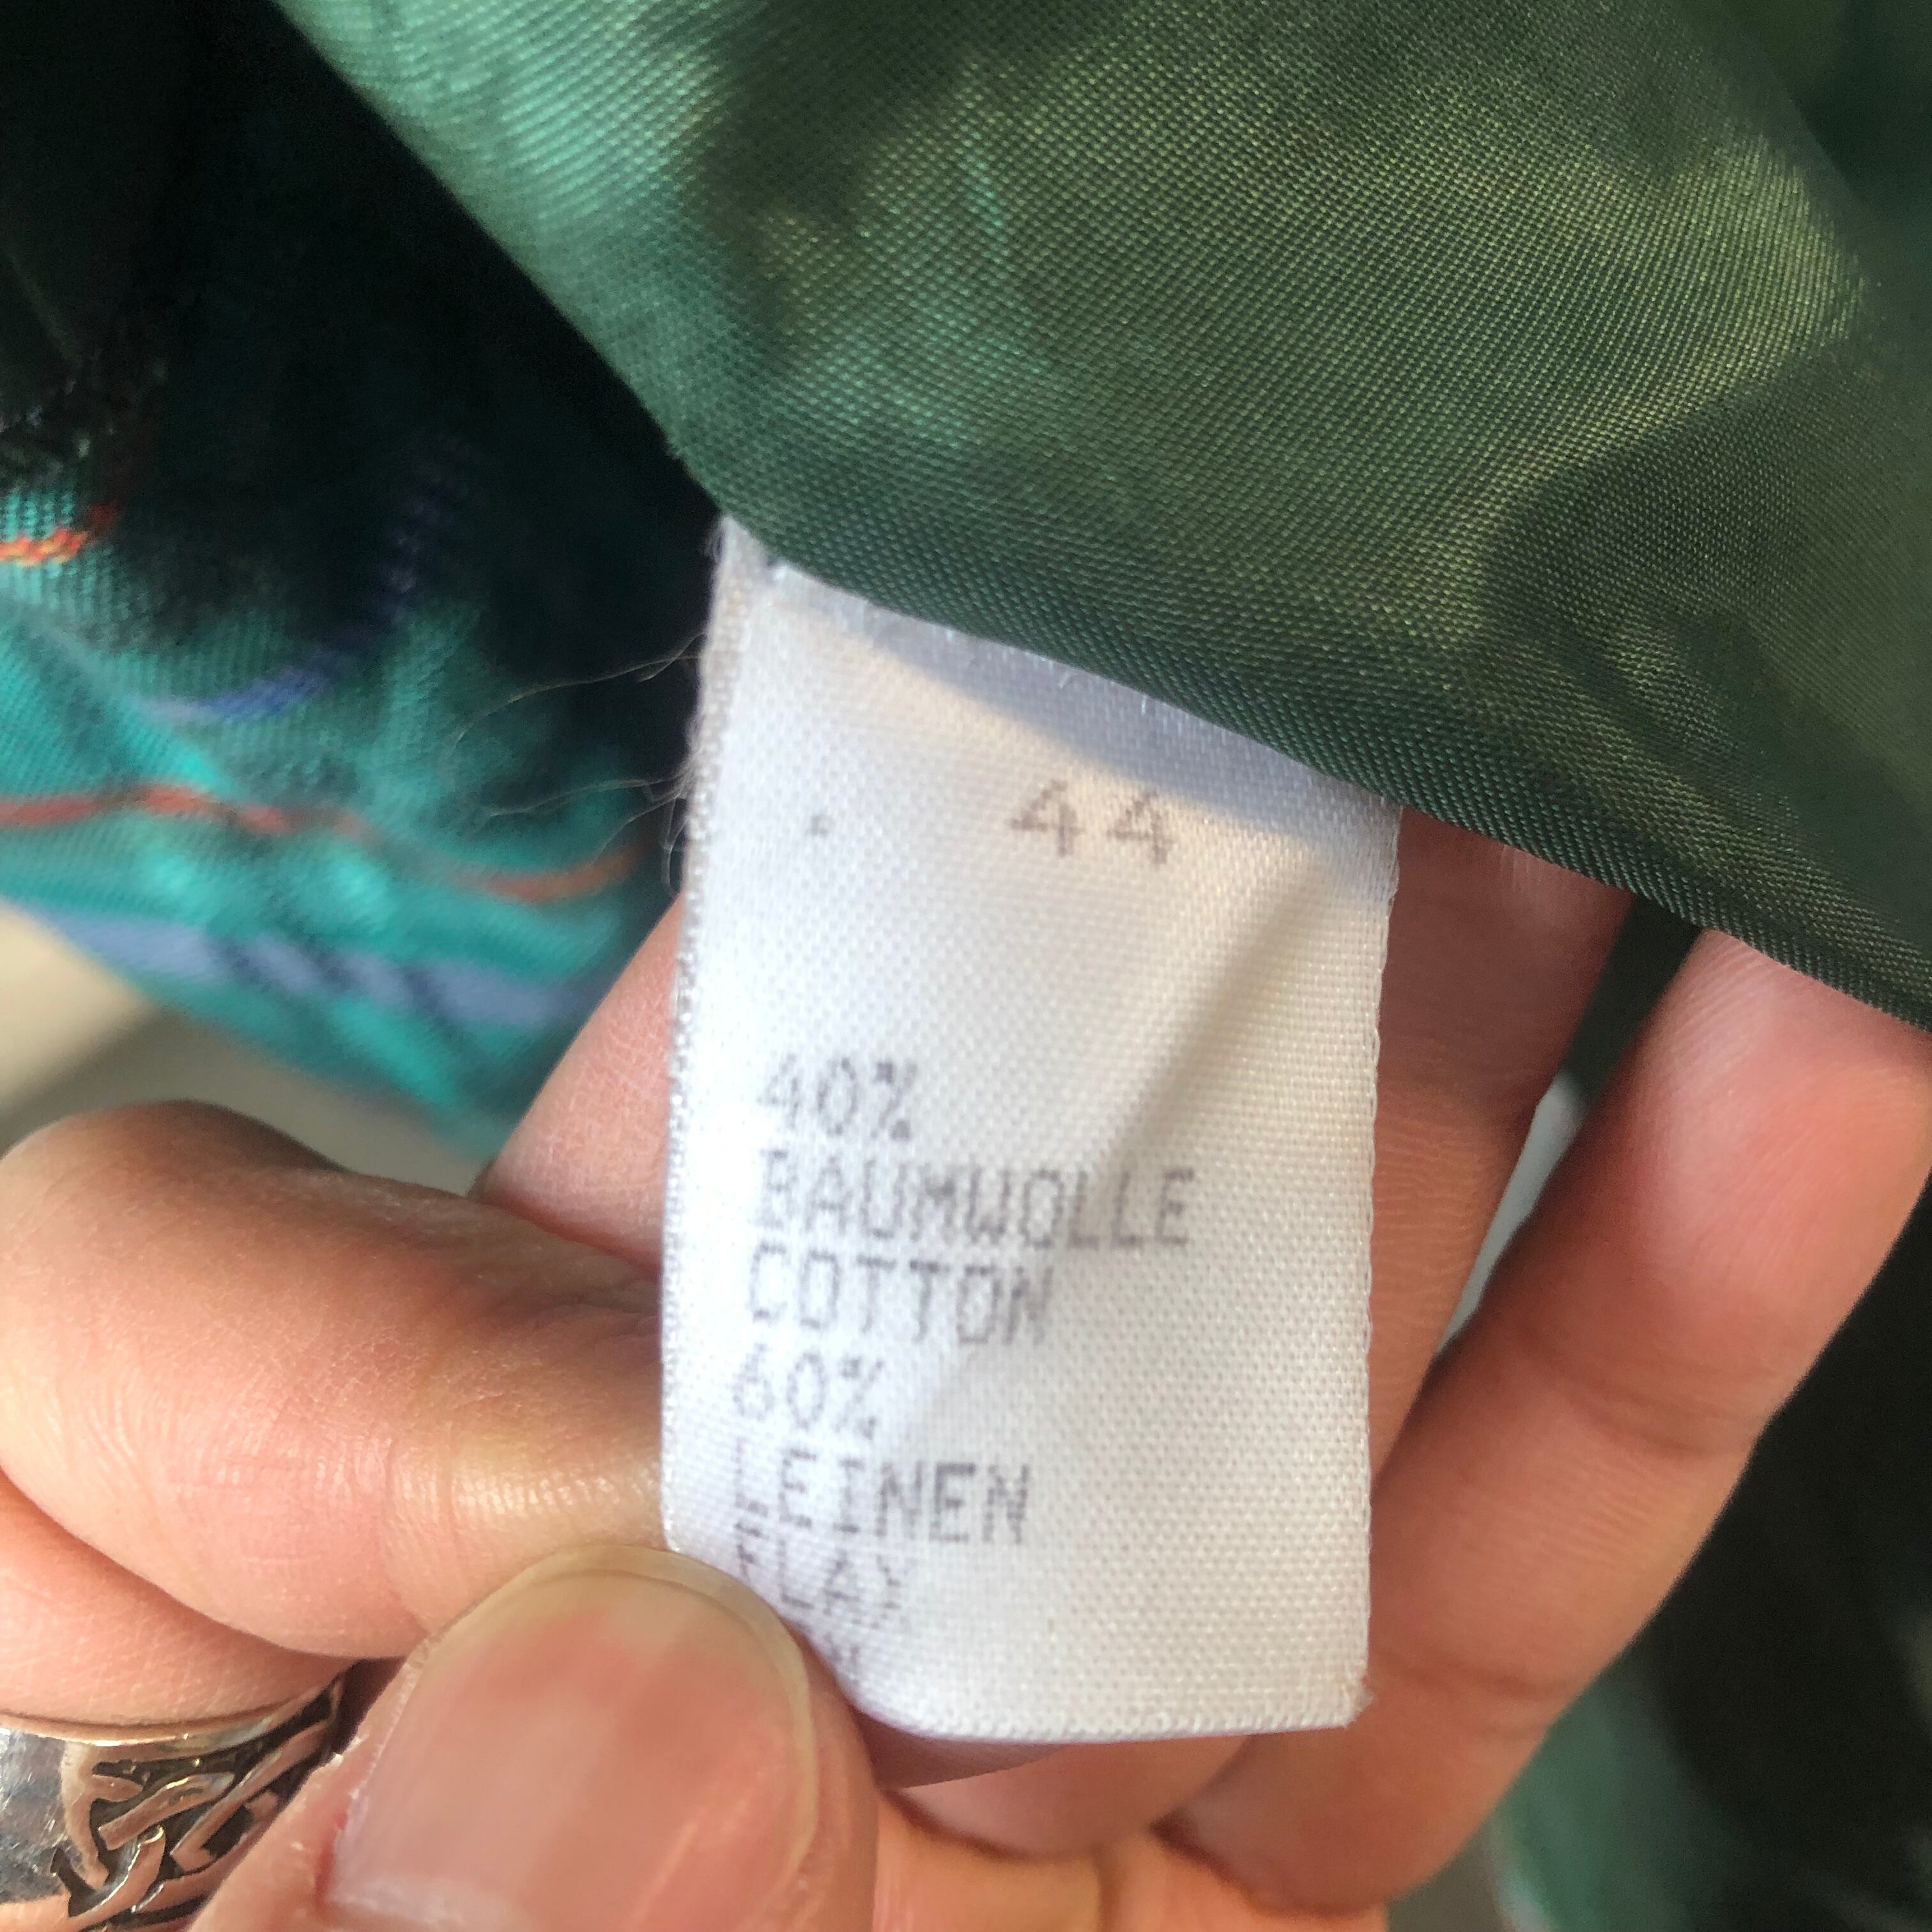 44
40%
BAUMWOLLE
COTTON
60%
LEINEN
FLAX